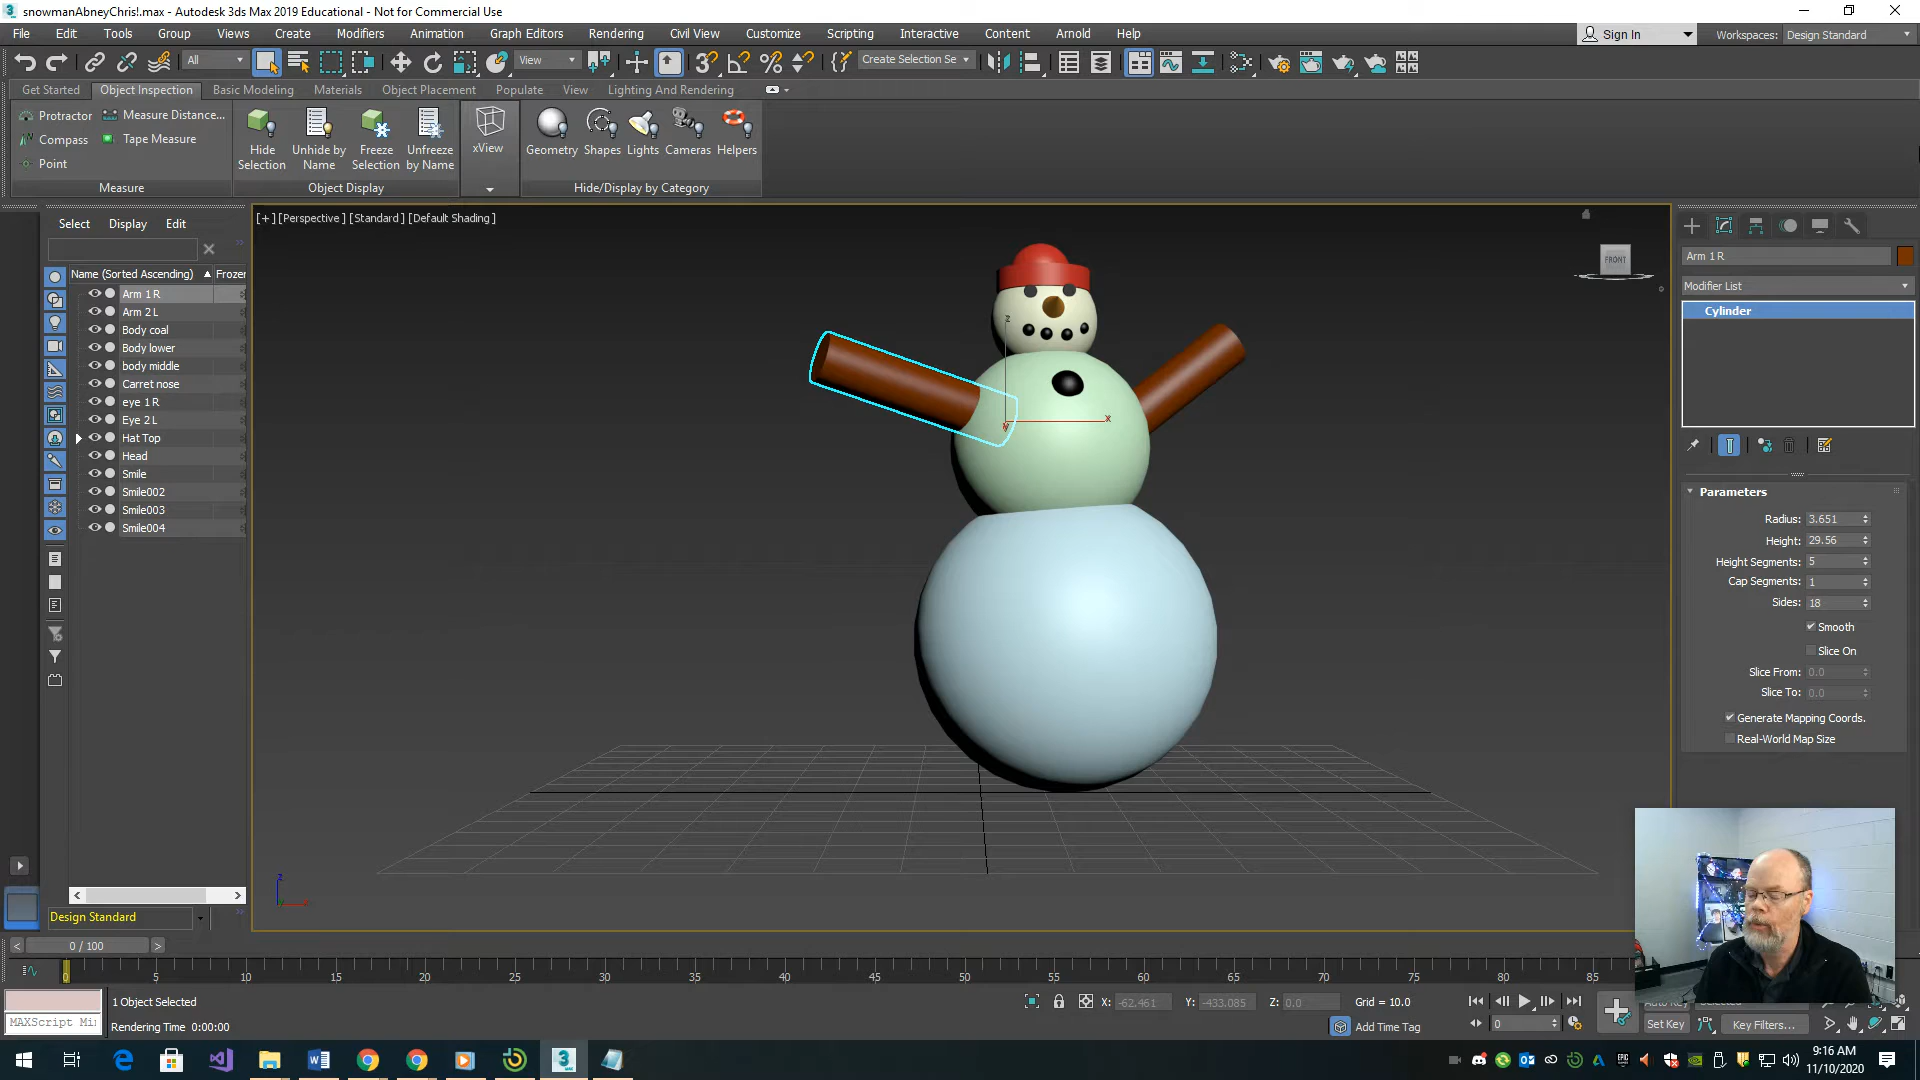 snowmanAbneyChris!.max - Autodesk 3ds Max 2019 Educational - Not for Commercial Use
File Edit Tools Group Views Create Modifiers Animation Graph Editors Rendering Civil View Customize Scripting Interactive Content Arnold Help
Sign In
Workspaces: Design Standard
All
View
Create Selection Se
Get Started Object Inspection Basic Modeling Materials Object Placement Populate View Lighting And Rendering
Protractor Measure Distance...
Compass Tape Measure
Point
Measure
Hide Selection
Unhide by Name
Freeze Selection
Unfreeze by Name
Object Display
xView
Geometry Shapes Lights Cameras Helpers
Hide/Display by Category
Select Display Edit
[+] [Perspective] [Standard] [Default Shading]
Name (Sorted Ascending) Frozen
Arm 1 R
Arm 2 L
Body coal
Body lower
body middle
Carret nose
eye 1 R
Eye 2 L
Hat Top
Head
Smile
Smile002
Smile003
Smile004
Design Standard
z
x
y
FRONT
z
x
Arm 1 R
Modifier List
Cylinder
Parameters
Radius: 3.651
Height: 29.56
Height Segments: 5
Cap Segments: 1
Sides: 18
Smooth
Slice On
Slice From: 0.0
Slice To: 0.0
Generate Mapping Coords.
Real-World Map Size
0 / 100
0 5 10 15 20 25 30 35 40 45 50 55 60 65 70 75 80 85
1 Object Selected
X: -62.461 Y: -433.085 Z: 0.0 Grid = 10.0
MAXScript Mi
Rendering Time 0:00:00
Add Time Tag
0
Set Key
Key Filters...
9:16 AM
11/10/2020